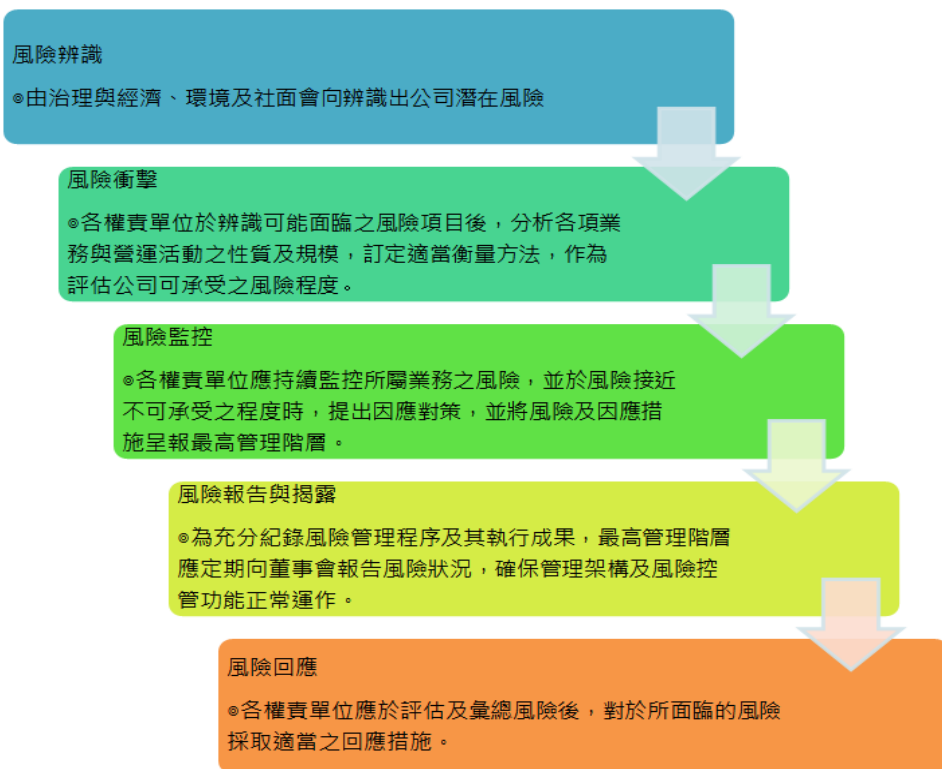 風險辨識
⊚由治理與經濟、環境及社面會向辨識出公司潛在風險
風險衝擊
⊚各權責單位於辨識可能面臨之風險項目後，分析各項業
務與營運活動之性質及規模，訂定適當衡量方法，作為
評估公司可承受之風險程度。
風險監控
⊚各權責單位應持續監控所屬業務之風險，並於風險接近
不可承受之程度時，提出因應對策，並將風險及因應措
施呈報最高管理階層。
風險報告與揭露
⊚為充分紀錄風險管理程序及其執行成果，最高管理階層
應定期向董事會報告風險狀況，確保管理架構及風險控
管功能正常運作。
風險回應
⊚各權責單位應於評估及彙總風險後，對於所面臨的風險
採取適當之回應措施。